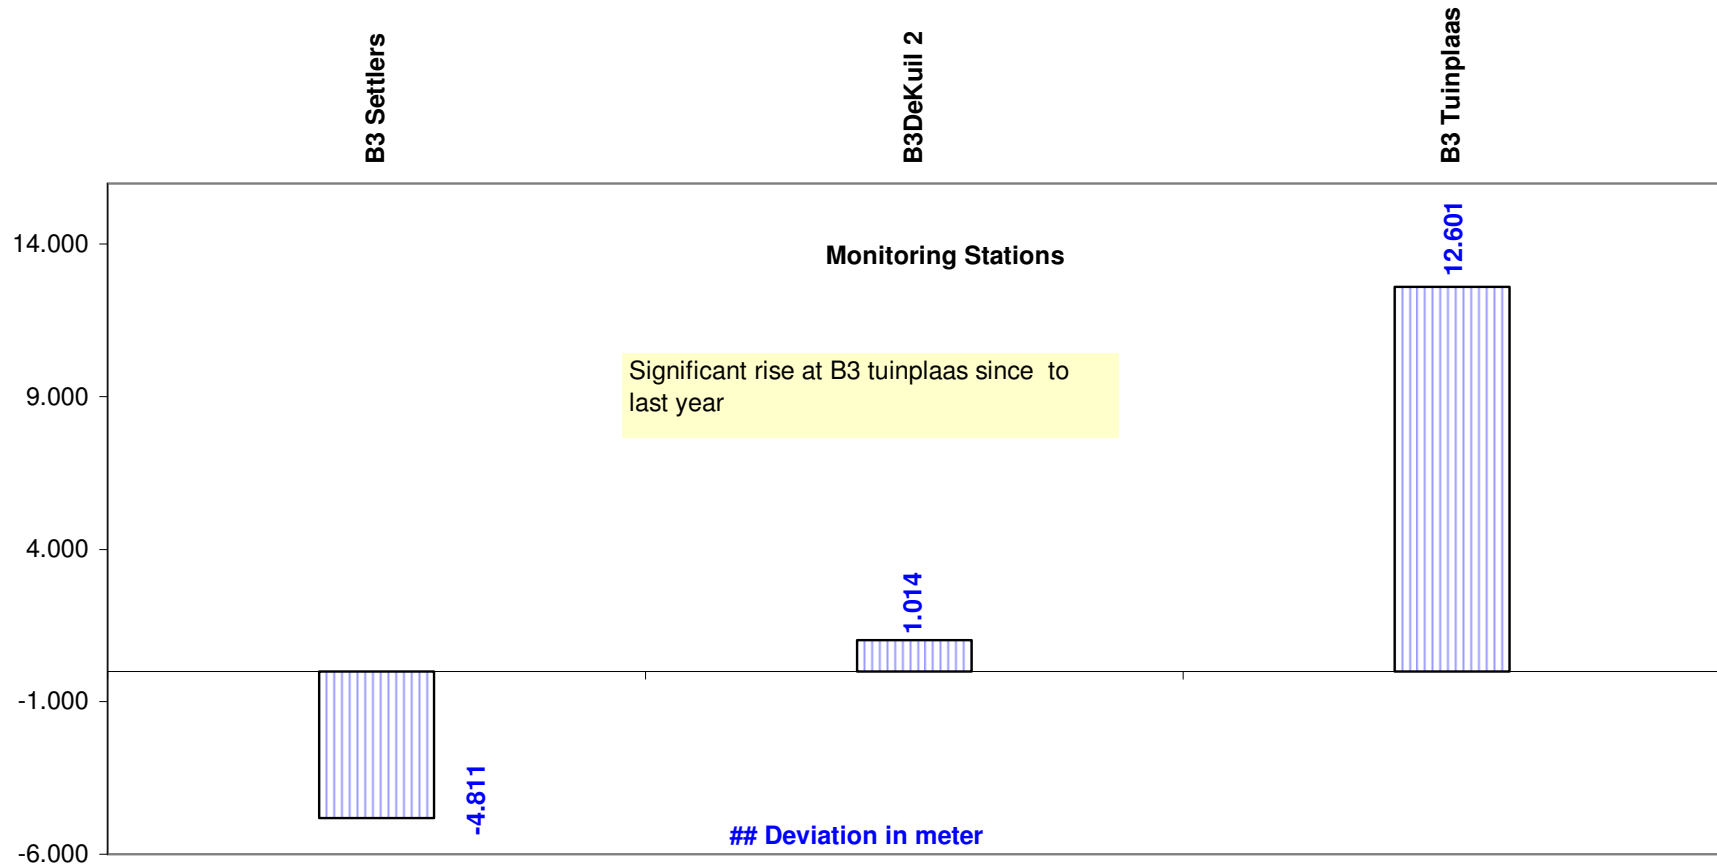 B3 Settlers
B3DeKuil 2
B3 Tuinplaas
14.000
9.000
4.000
-1.000
-6.000
Monitoring Stations
Significant rise at B3 tuinplaas since  to
last year
-4.811
1.014
12.601
## Deviation in meter